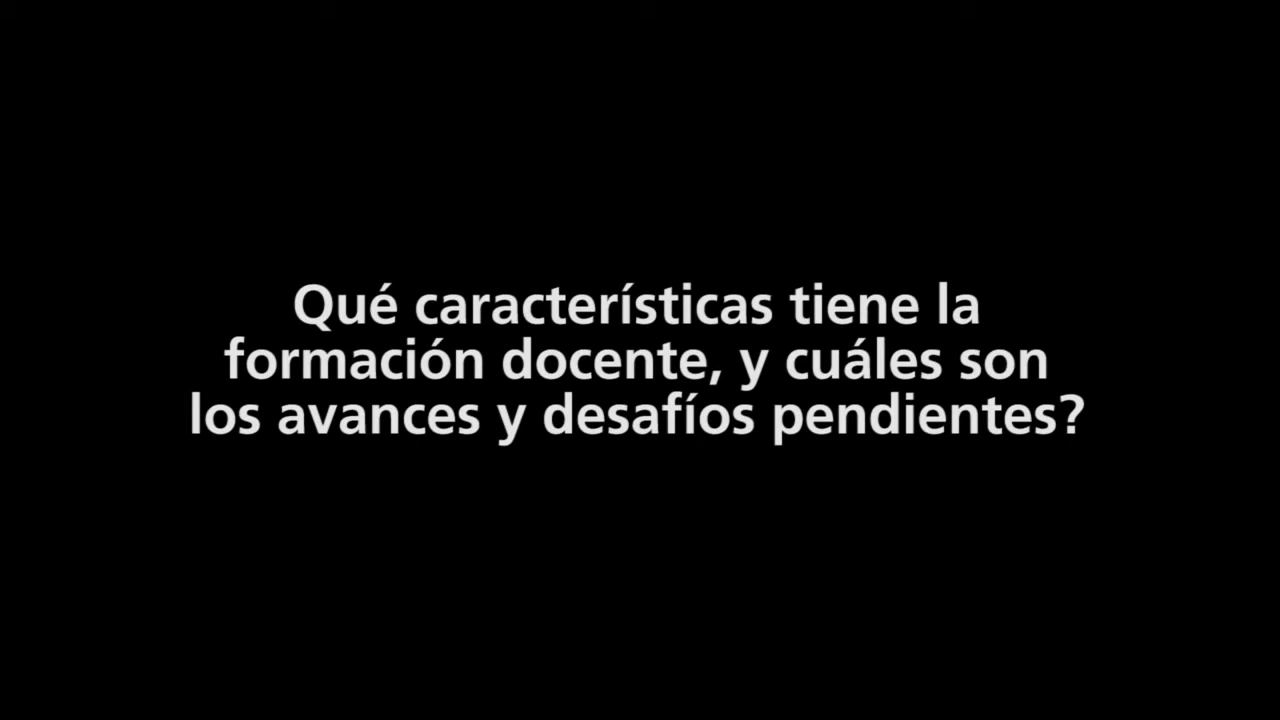 Qué características tiene la
formación docente, y cuáles son
los avances y desafíos pendientes?